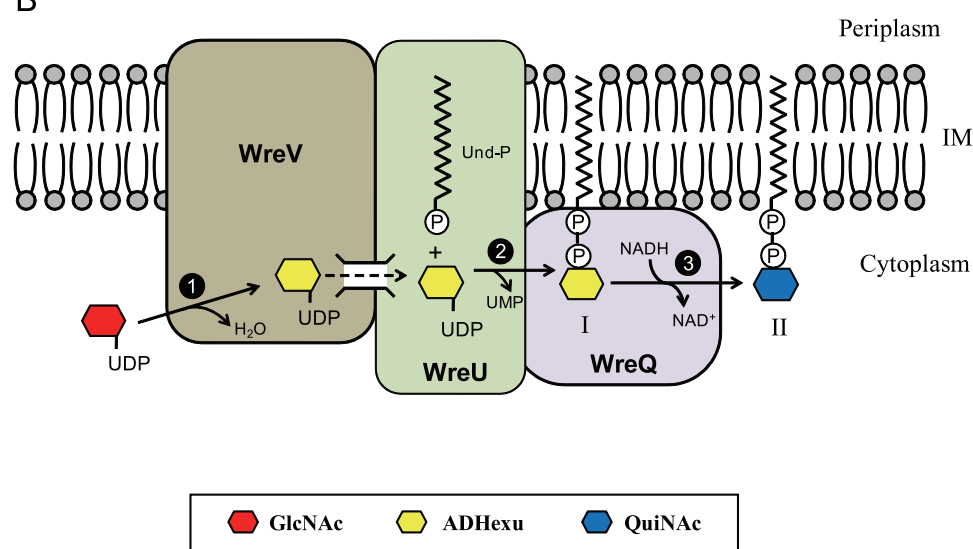 B
Periplasm
IM
WreV
Und-P
P
+
2
NADH
3
P
P
P
P
Cytoplasm
1
UDP
H₂O
UMP
NAD⁺
UDP
UDP
I
II
WreU
WreQ
GlcNAc
ADHexu
QuiNAc